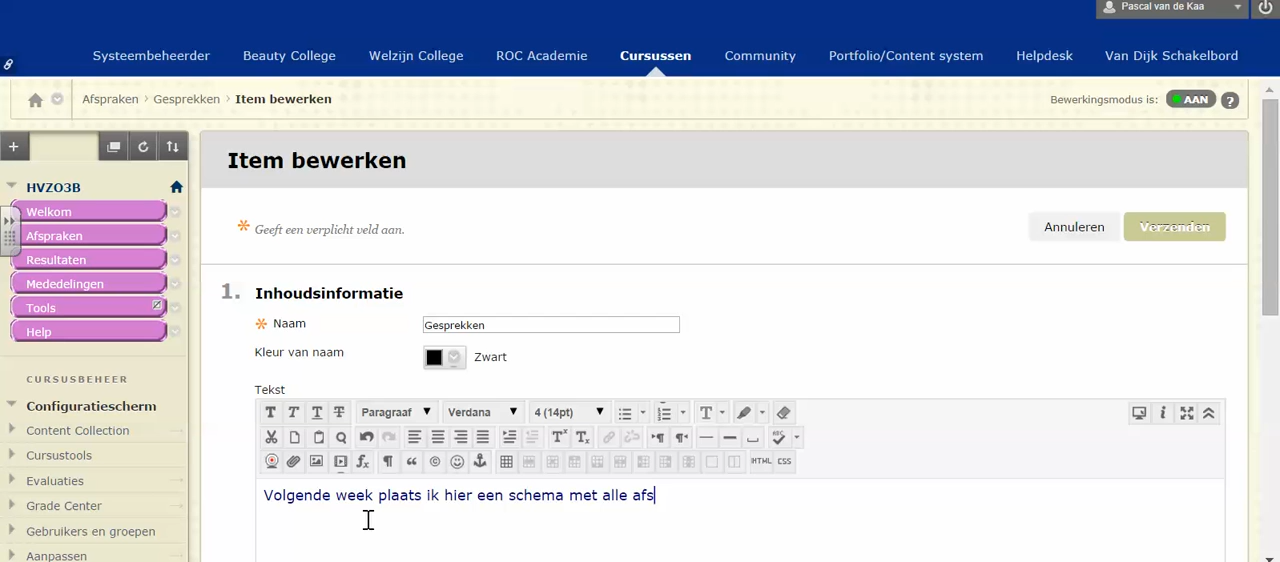 Pascal van de Kaa
Systeembeheerder Beauty College Welzijn College ROC Academie Cursussen Community Portfolio/Content system Helpdesk Van Dijk Schakelbord
Afspraken Gesprekken Item bewerken
Bewerkingsmodus is: AAN ?
HVZO3B
Welkom
Afspraken
Resultaten
Mededelingen
Tools
Help
CURSUSBEHEER
Configuratiescherm
Content Collection
Cursustools
Evaluaties
Grade Center
Gebruikers en groepen
Aanpassen
Item bewerken
* Geeft een verplicht veld aan.
Annuleren Verzenden
1. Inhoudsinformatie
* Naam Gesprekken
Kleur van naam Zwart
Tekst
T T T T Paragraaf Verdana 4 (14pt) T
HTML CSS
Volgende week plaats ik hier een schema met alle afs